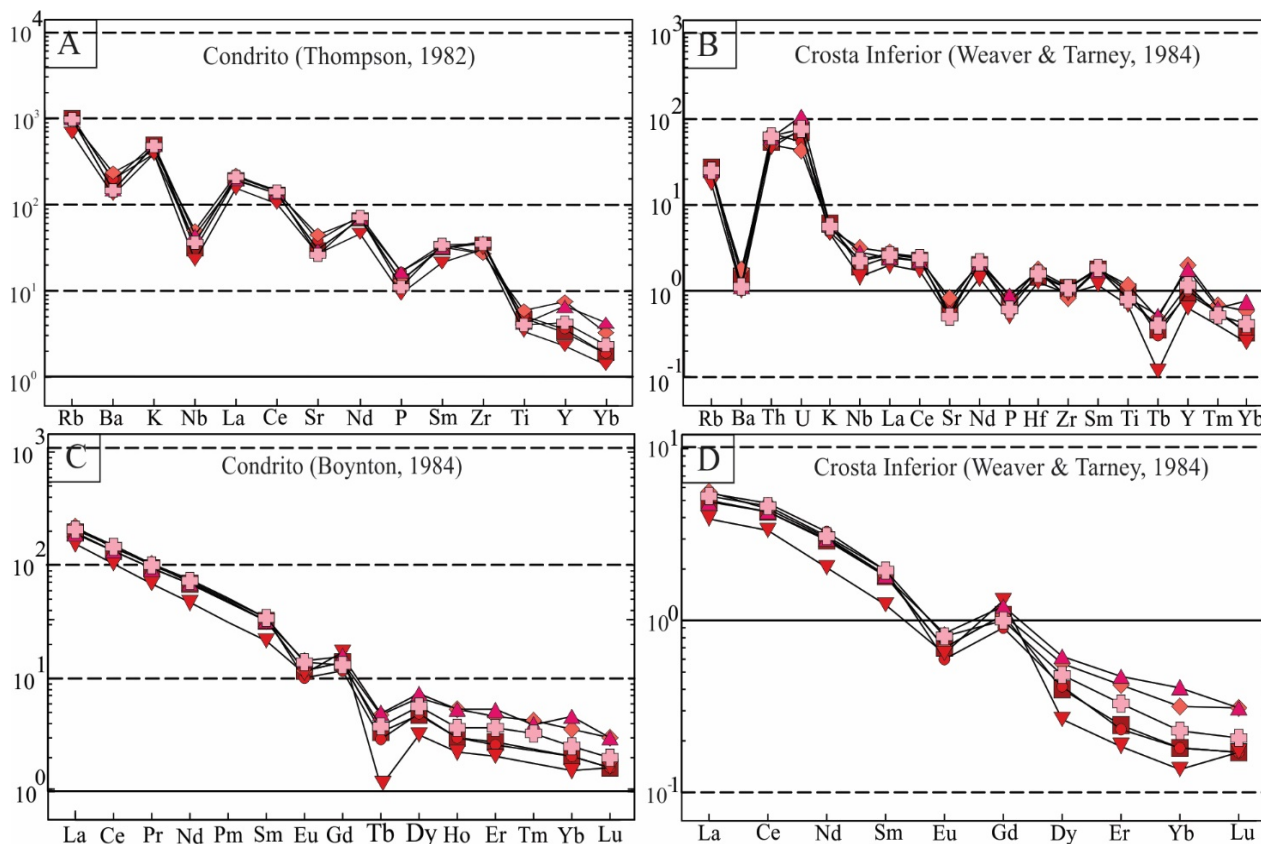 A
Condrito (Thompson, 1982)
10^4
10^3
10^2
10^1
10^0
Rb Ba K Nb La Ce Sr Nd P Sm Zr Ti Y Yb
B
Crosta Inferior (Weaver & Tarney, 1984)
10^3
10^2
10^1
10^0
10^-1
Rb Ba Th U K Nb La Ce Sr Nd P Hf Zr Sm Ti Tb Y Tm Yb
C
Condrito (Boynton, 1984)
10^3
10^2
10^1
10^0
La Ce Pr Nd Pm Sm Eu Gd Tb Dy Ho Er Tm Yb Lu
D
Crosta Inferior (Weaver & Tarney, 1984)
10^1
10^0
10^-1
La Ce Nd Sm Eu Gd Dy Er Yb Lu